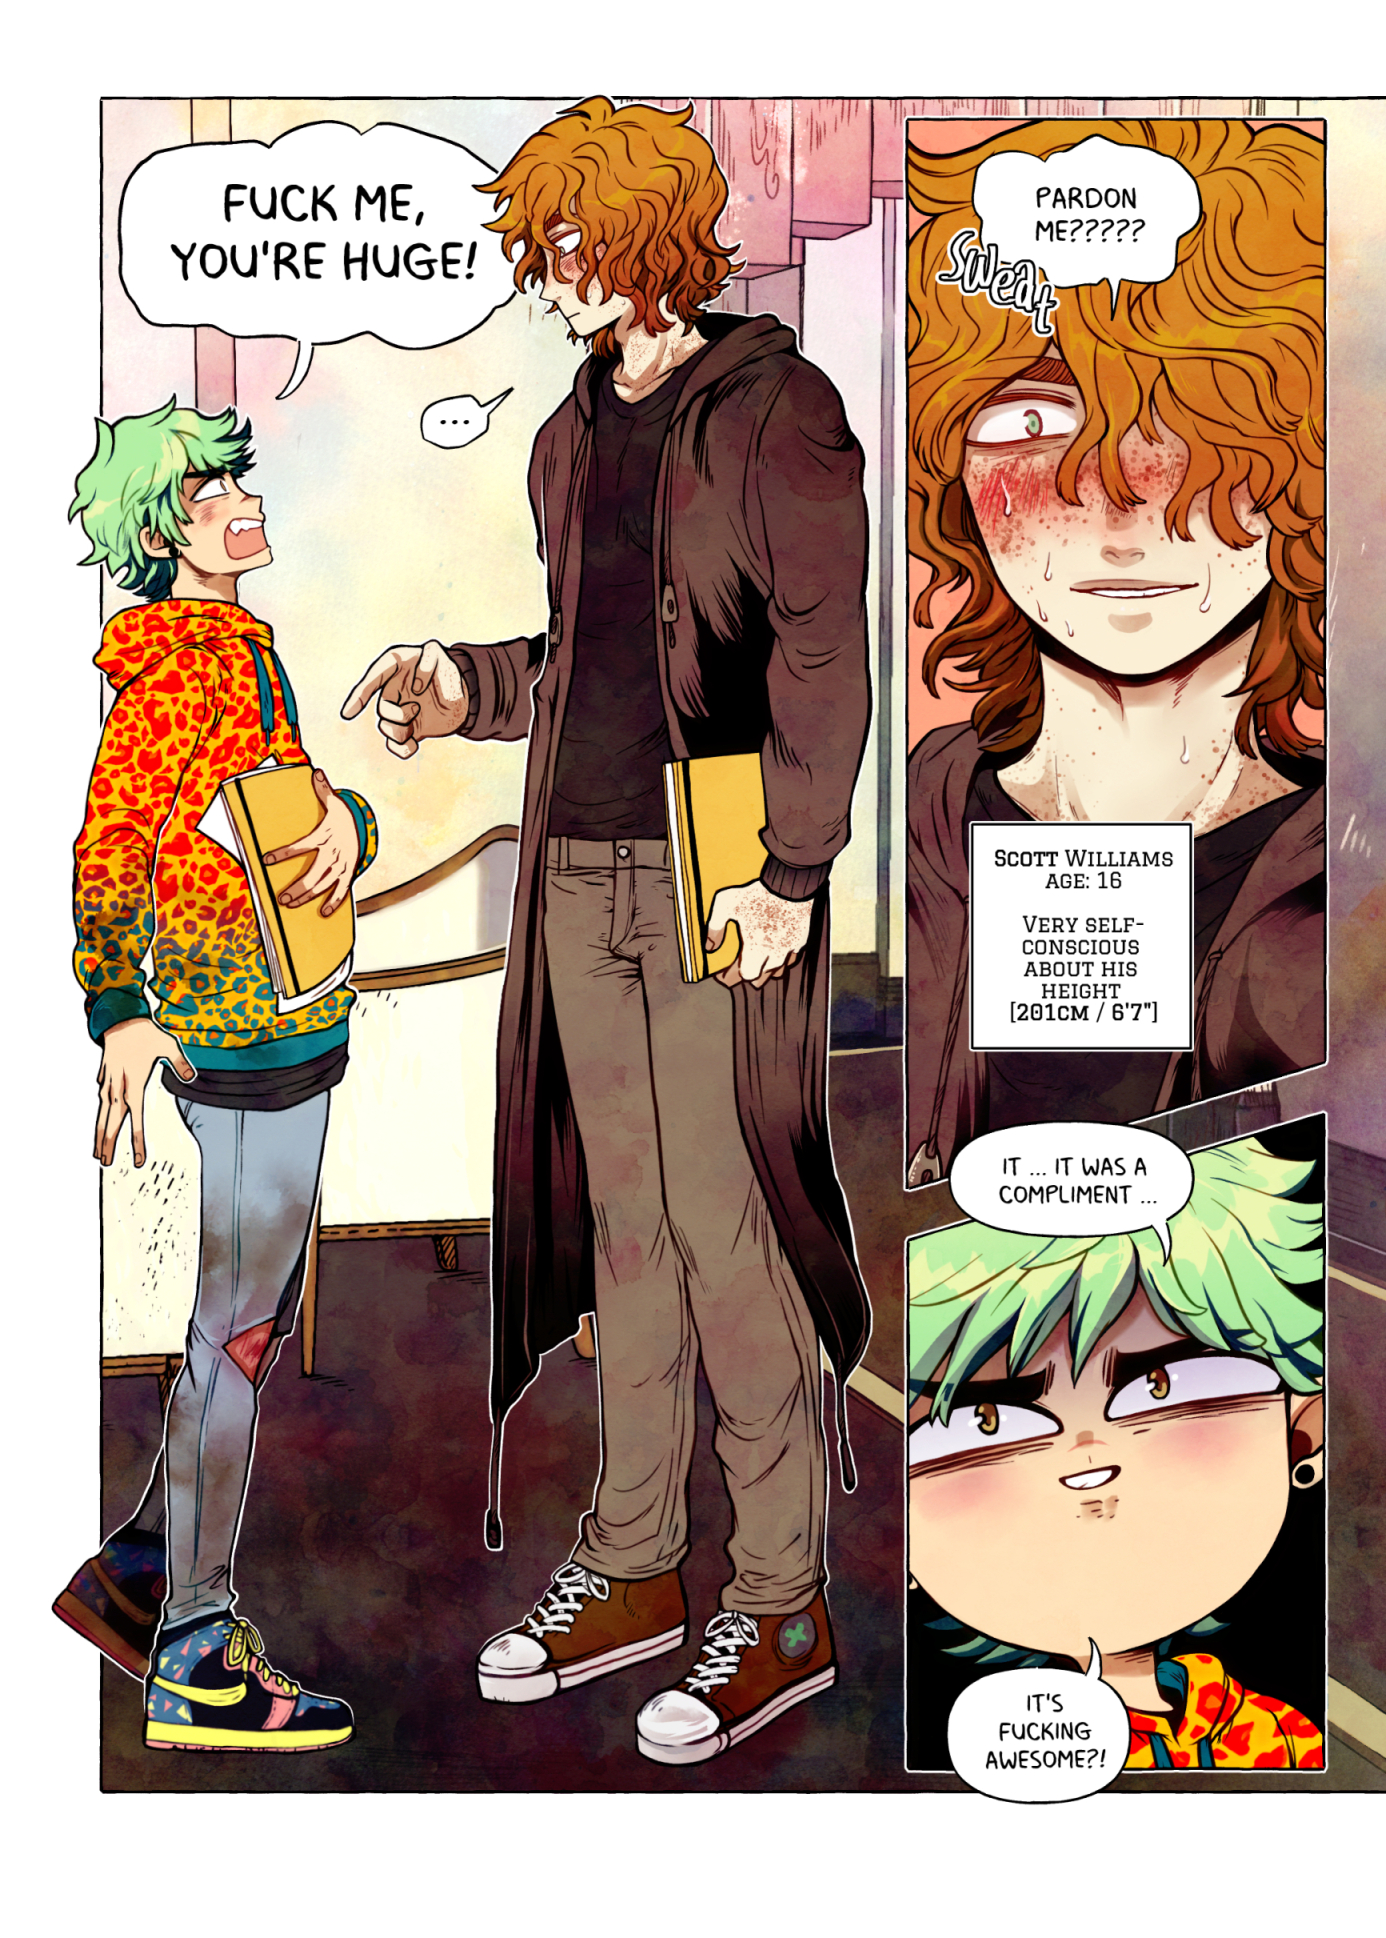 FUCK ME,
YOU'RE HUGE!
...
PARDON
ME?????
SWEAT
SCOTT WILLIAMS
AGE: 16
VERY SELF-
CONSCIOUS
ABOUT HIS
HEIGHT
[201CM / 6'7"]
IT ... IT WAS A
COMPLIMENT ...
IT'S
FUCKING
AWESOME?!